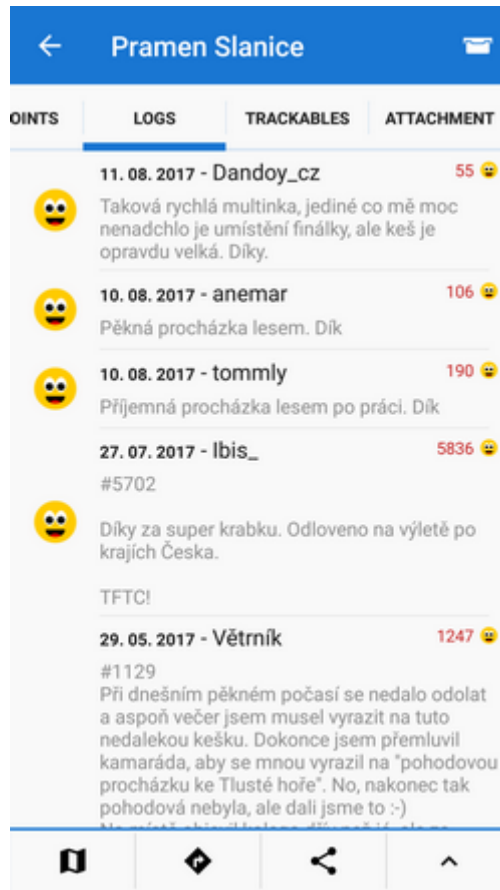 Pramen Slanice
OINTS LOGS TRACKABLES ATTACHMENT
11. 08. 2017 - Dandoy_cz 55
Taková rychlá multinka, jediné co mě moc
nenadchlo je umístění finálky, ale keš je
opravdu velká. Díky.
10. 08. 2017 - anemar 106
Pěkná procházka lesem. Dík
10. 08. 2017 - tommly 190
Příjemná procházka lesem po práci. Dík
27. 07. 2017 - Ibis_ 5836
#5702
Díky za super krabku. Odloveno na výletě po
krajích Česka.
TFTC!
29. 05. 2017 - Větrník 1247
#1129
Při dnešním pěkném počasí se nedalo odolat
a aspoň večer jsem musel vyrazit na tuto
nedalekou kešku. Dokonce jsem přemluvil
kamaráda, aby se mnou vyrazil na "pohodovou
procházku ke Tlusté hoře". No, nakonec tak
pohodová nebyla, ale dali jsme to :-)